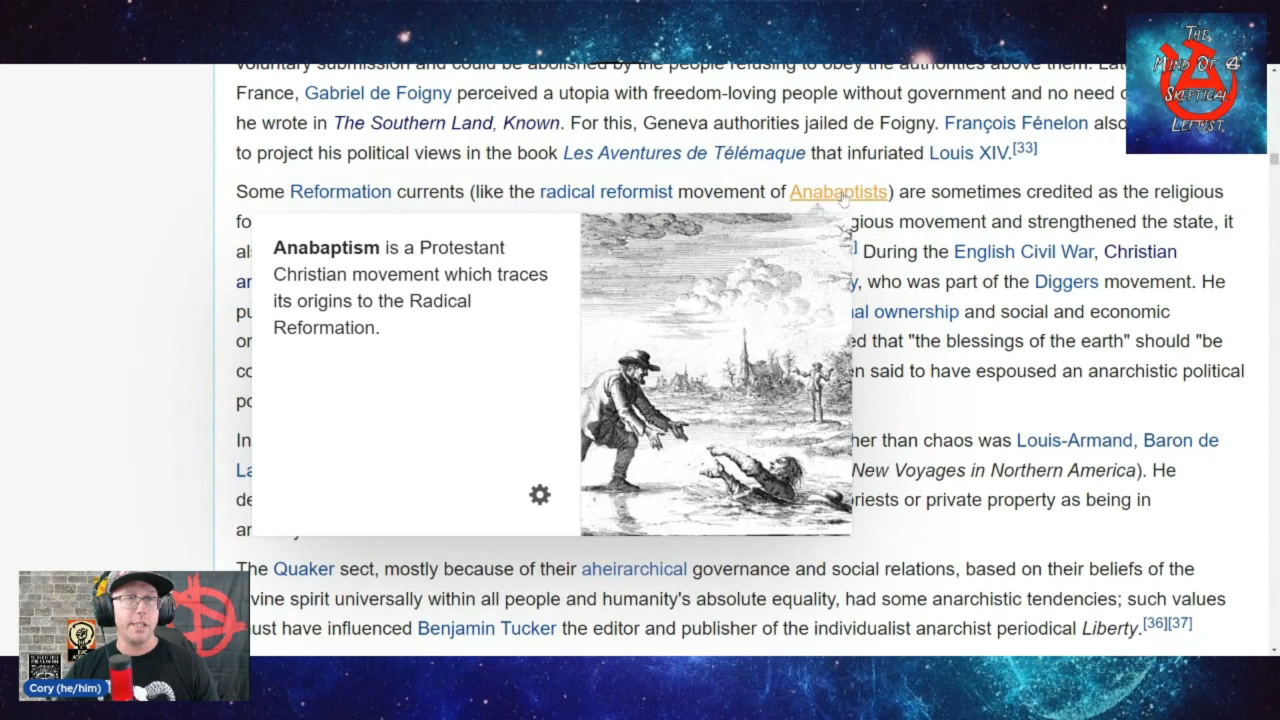 voluntary submission and could be abolished by the people refusing to obey the authorities above them.
France, Gabriel de Foigny perceived a utopia with freedom-loving people without government and no need
he wrote in The Southern Land, Known. For this, Geneva authorities jailed de Foigny. François Fénelon also
to project his political views in the book Les Aventures de Télémaque that infuriated Louis XIV.[33]
THE
MIND OF A
SKEPTICAL
LEFTIST
Some Reformation currents (like the radical reformist movement of Anabaptists) are sometimes credited as the religious
gious movement and strengthened the state, it
During the English Civil War, Christian
who was part of the Diggers movement. He
ownership and social and economic
that "the blessings of the earth" should "be
said to have espoused an anarchistic political
Anabaptism is a Protestant
Christian movement which traces
its origins to the Radical
Reformation.
In her than chaos was Louis-Armand, Baron de
New Voyages in Northern America). He
riests or private property as being in
The Quaker sect, mostly because of their aheirarchical governance and social relations, based on their beliefs of the
vine spirit universally within all people and humanity's absolute equality, had some anarchistic tendencies; such values
ust have influenced Benjamin Tucker the editor and publisher of the individualist anarchist periodical Liberty.[36][37]
Cory (he/him)